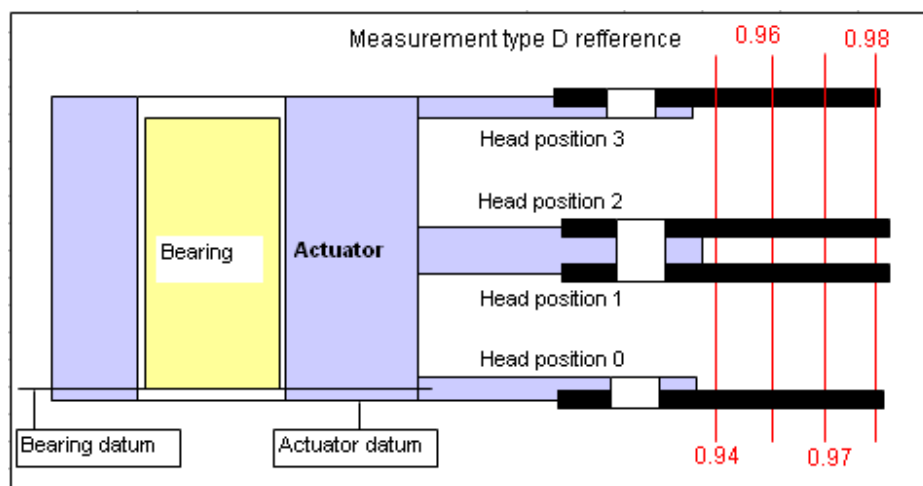 Measurement type D refference
0.96
0.98
Head position 3
Head position 2
Bearing
Actuator
Head position 1
Head position 0
Bearing datum
Actuator datum
0.94
0.97